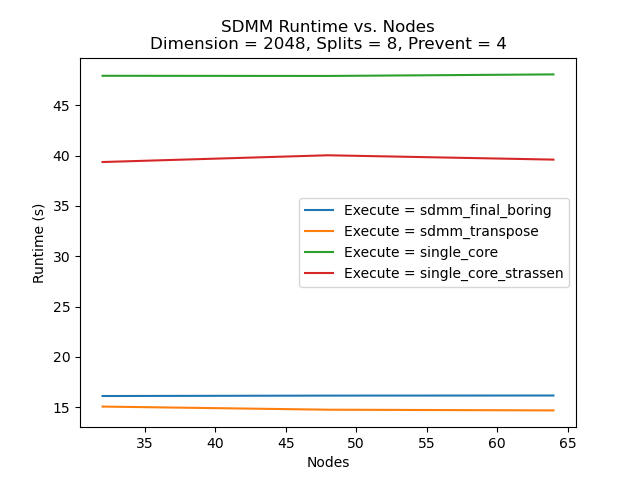 SDMM Runtime vs. Nodes
Dimension = 2048, Splits = 8, Prevent = 4
45
40
35
30
25
20
15
Runtime (s)
Execute = sdmm_final_boring
Execute = sdmm_transpose
Execute = single_core
Execute = single_core_strassen
35 40 45 50 55 60 65
Nodes